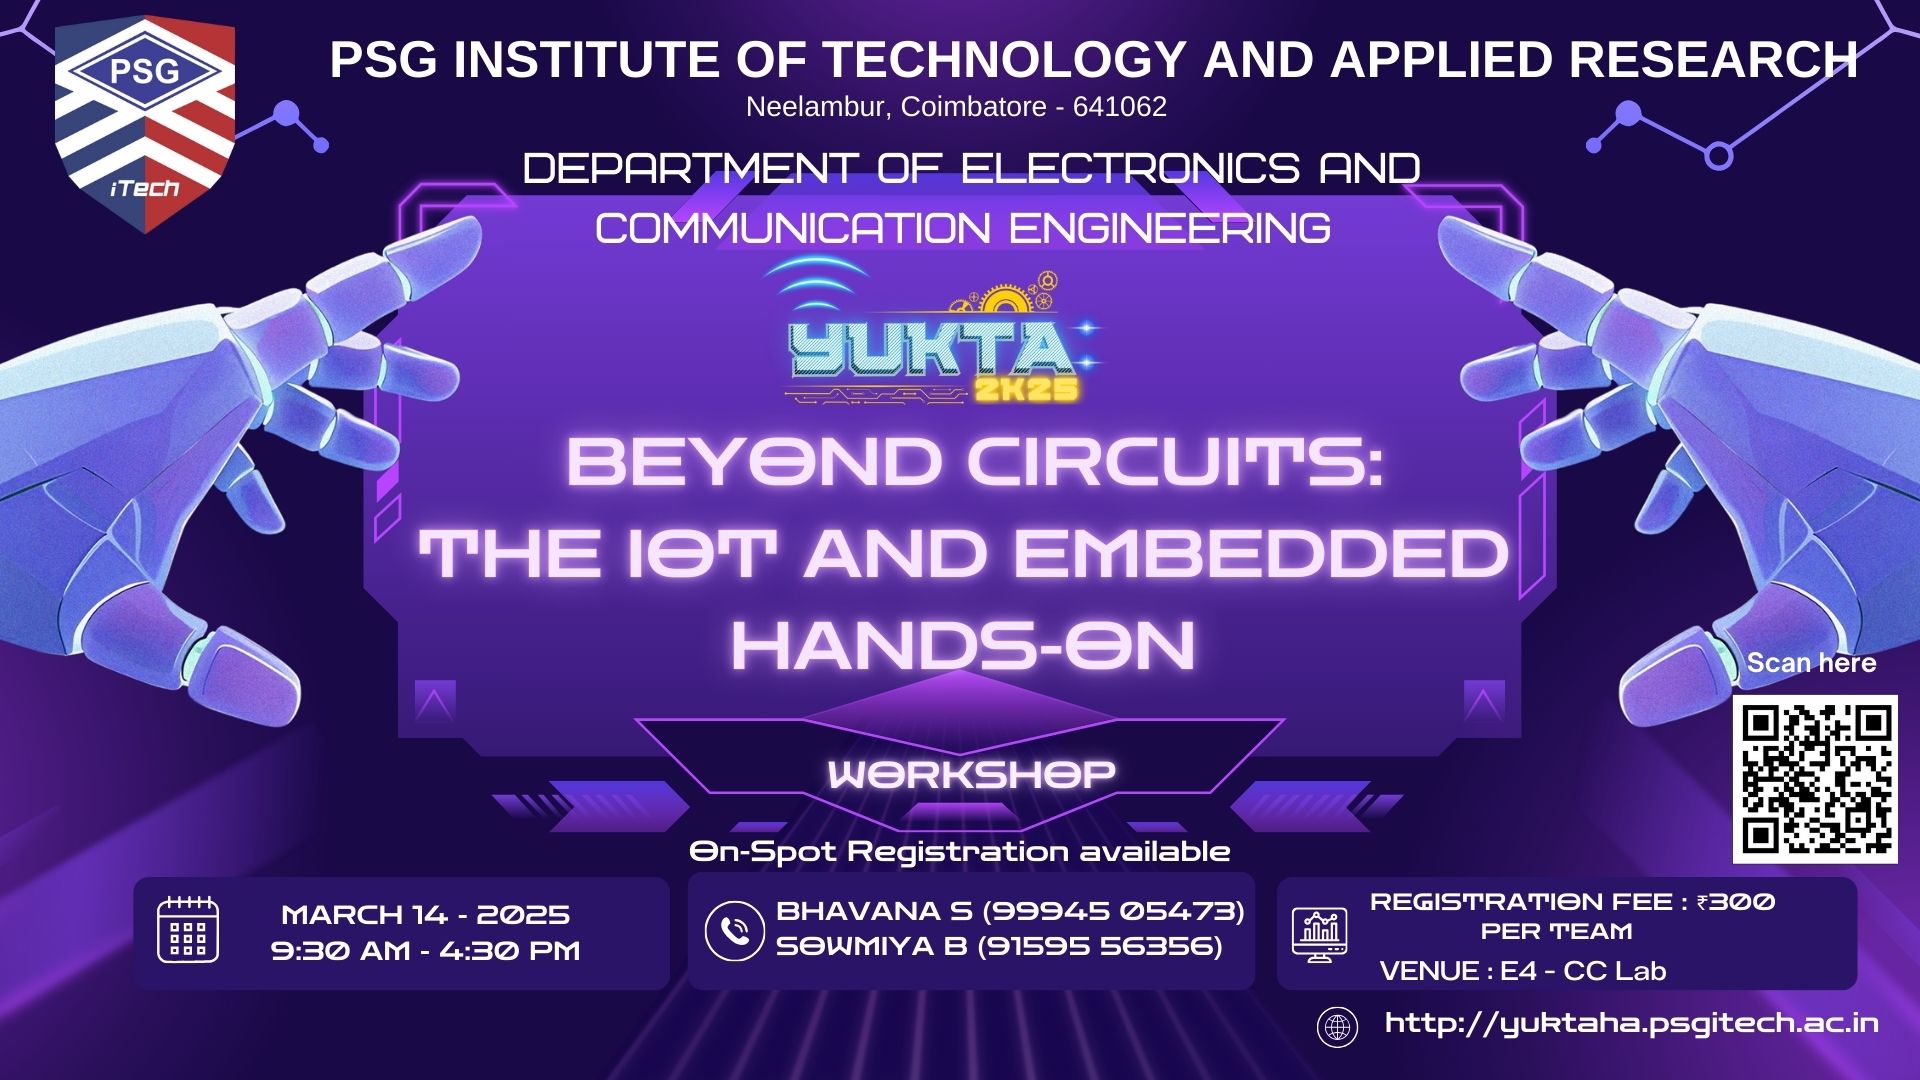 PSG
iTech
PSG INSTITUTE OF TECHNOLOGY AND APPLIED RESEARCH
Neelambur, Coimbatore - 641062
DEPARTMENT OF ELECTRONICS AND
COMMUNICATION ENGINEERING
YUKTA
2K25
BEYOND CIRCUITS:
THE IOT AND EMBEDDED
HANDS-ON
WORKSHOP
Scan here
On-Spot Registration available
MARCH 14 - 2025
9:30 AM - 4:30 PM
BHAVANA S (99945 05473)
SOWMIYA B (91595 56356)
REGISTRATION FEE : ₹300
PER TEAM
VENUE : E4 - CC Lab
http://yuktaha.psgitech.ac.in